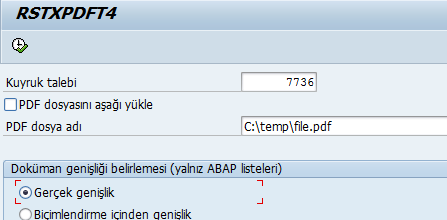 RSTXPDFT4
Kuyruk talebi 7736
PDF dosyasını aşağı yükle
PDF dosya adı C:\temp\file.pdf
Doküman genişliği belirlemesi (yalnız ABAP listeleri)
Gerçek genişlik
Biçimlendirme içinden genişlik